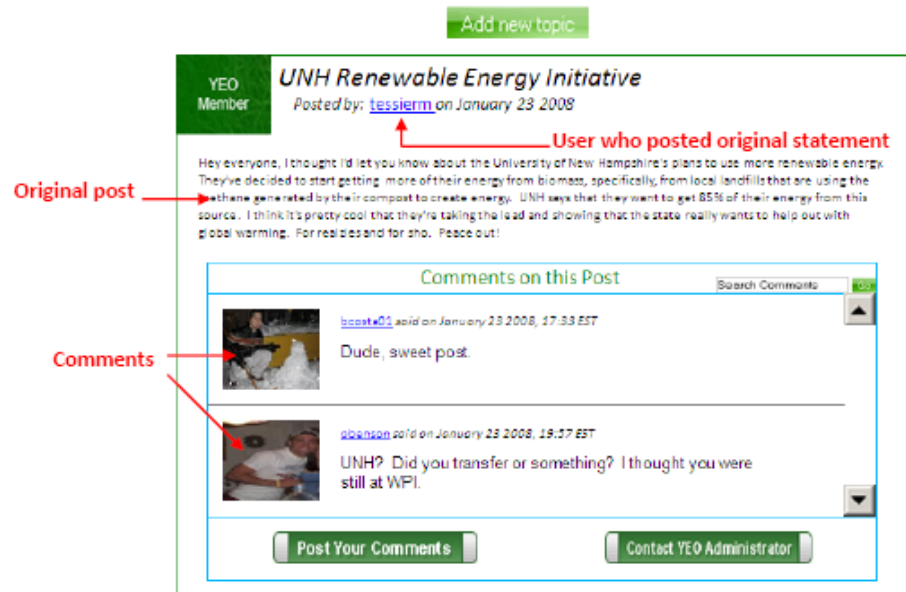 Add new topic
YEO
Member
UNH Renewable Energy Initiative
Posted by: tessierm on January 23 2008
User who posted original statement
Original post
Hey everyone, I thought I'd let you know about the University of New Hampshire's plans to use more renewable energy.
They've decided to start getting more of their energy from biomass, specifically, from local landfills that are using the
methane generated by their compost to create energy. UNH says that they want to get 85% of their energy from this
source. I think it's pretty cool that they're taking the lead and showing that the state really wants to help out with
global warming. For realzies and for sho. Peace out!
Comments on this Post
Search Comments
Go
Comments
bcosta01 said on January 23 2008, 17:33 EST
Dude, sweet post.
abenson said on January 23 2008, 19:57 EST
UNH? Did you transfer or something? I thought you were
still at WPI.
Post Your Comments
Contact YEO Administrator